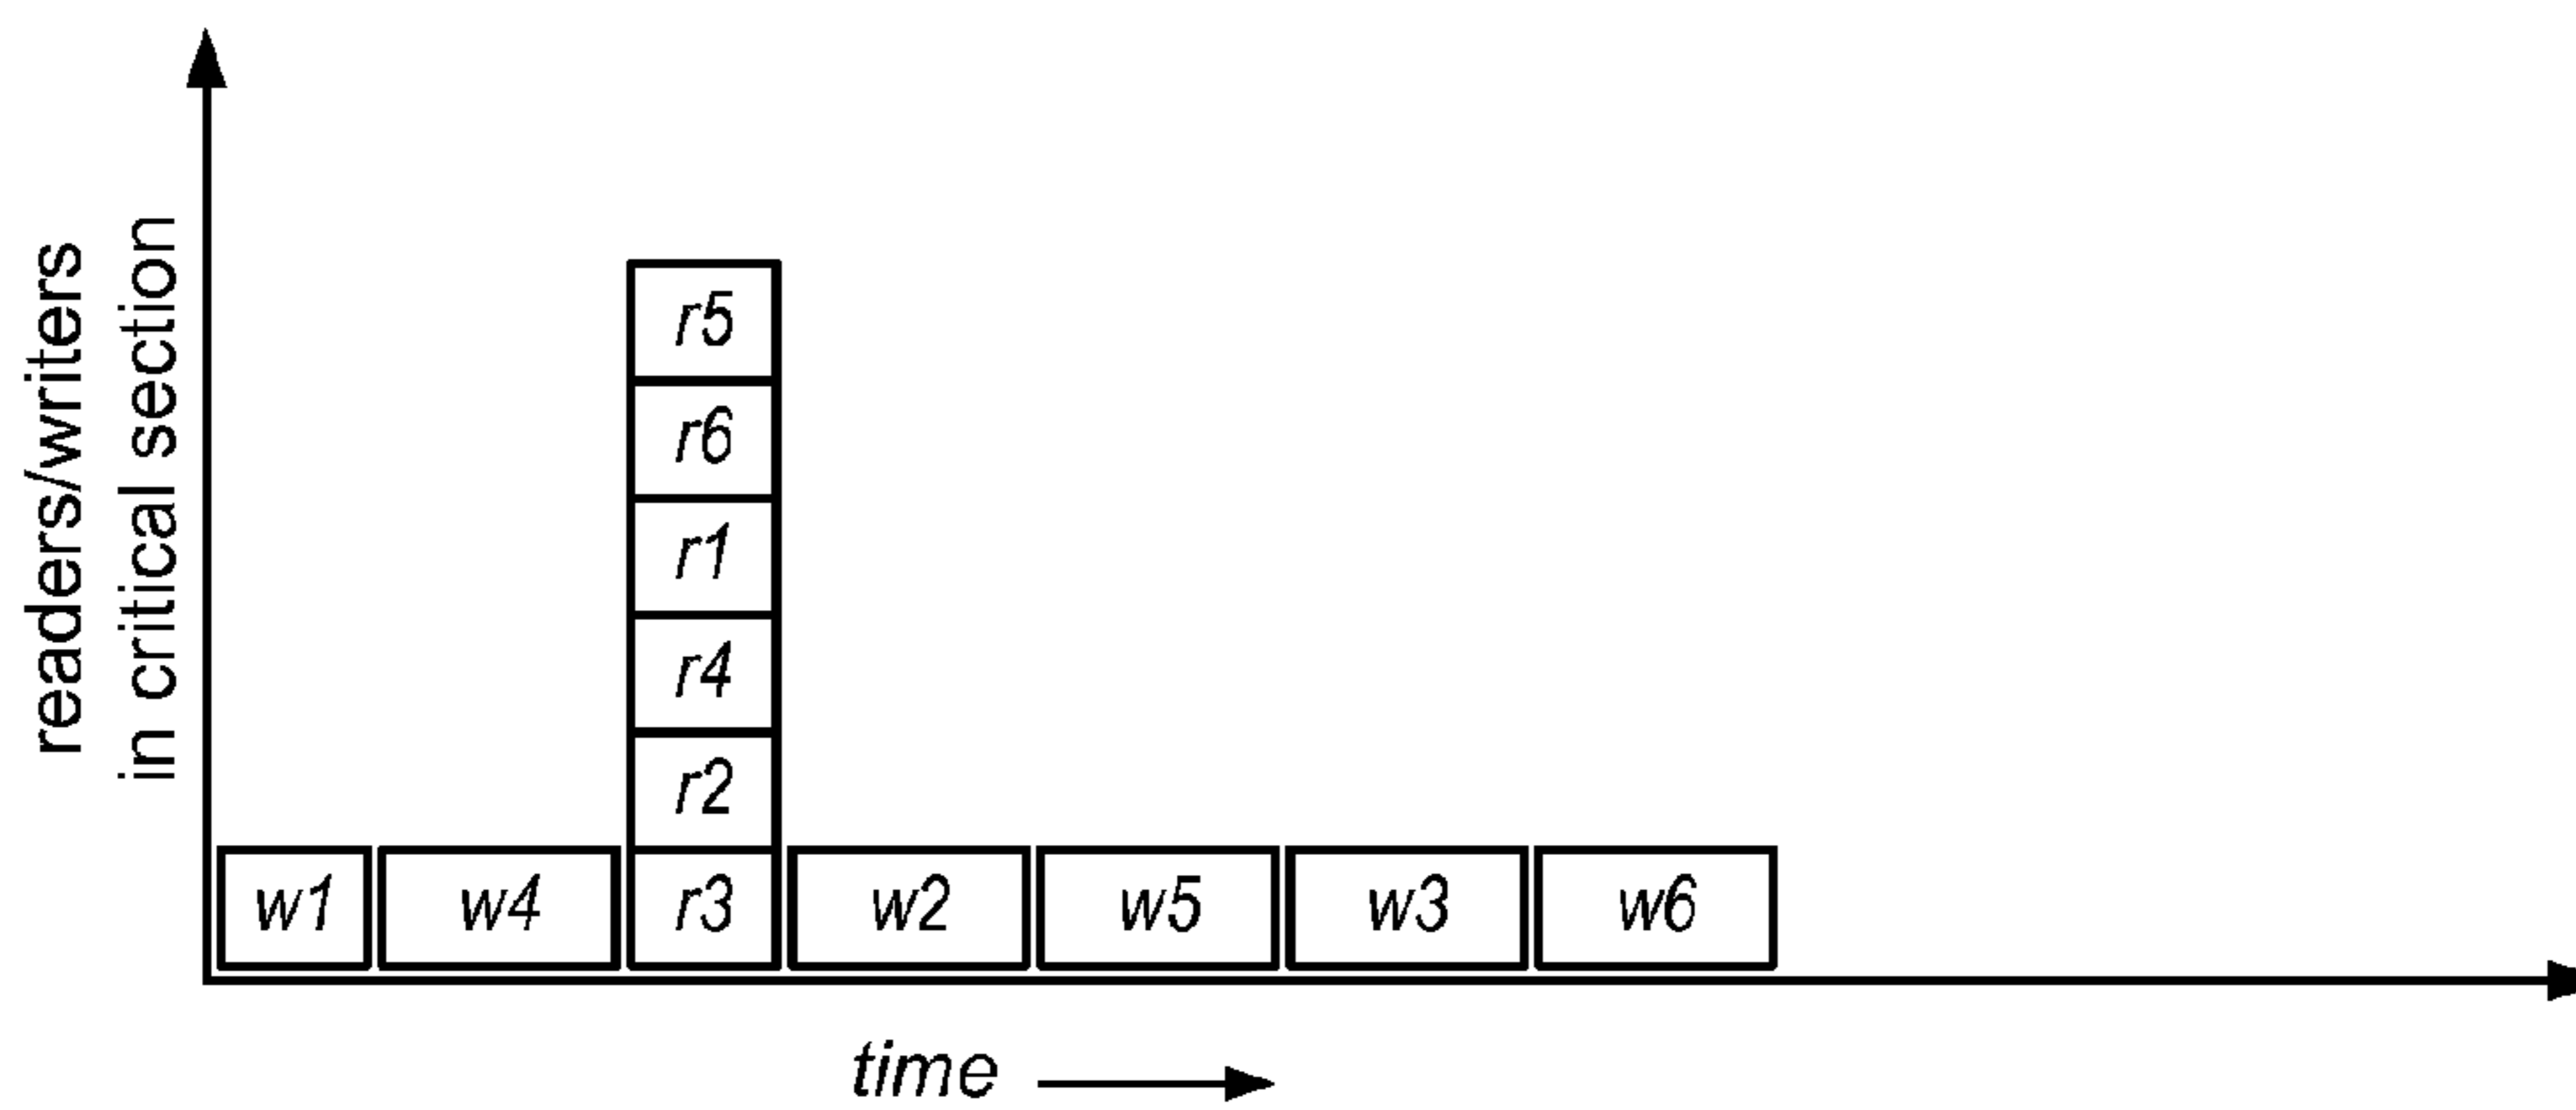 readers/writers
in critical section
r5
r6
r1
r4
r2
w1 w4 r3 w2 w5 w3 w6
time